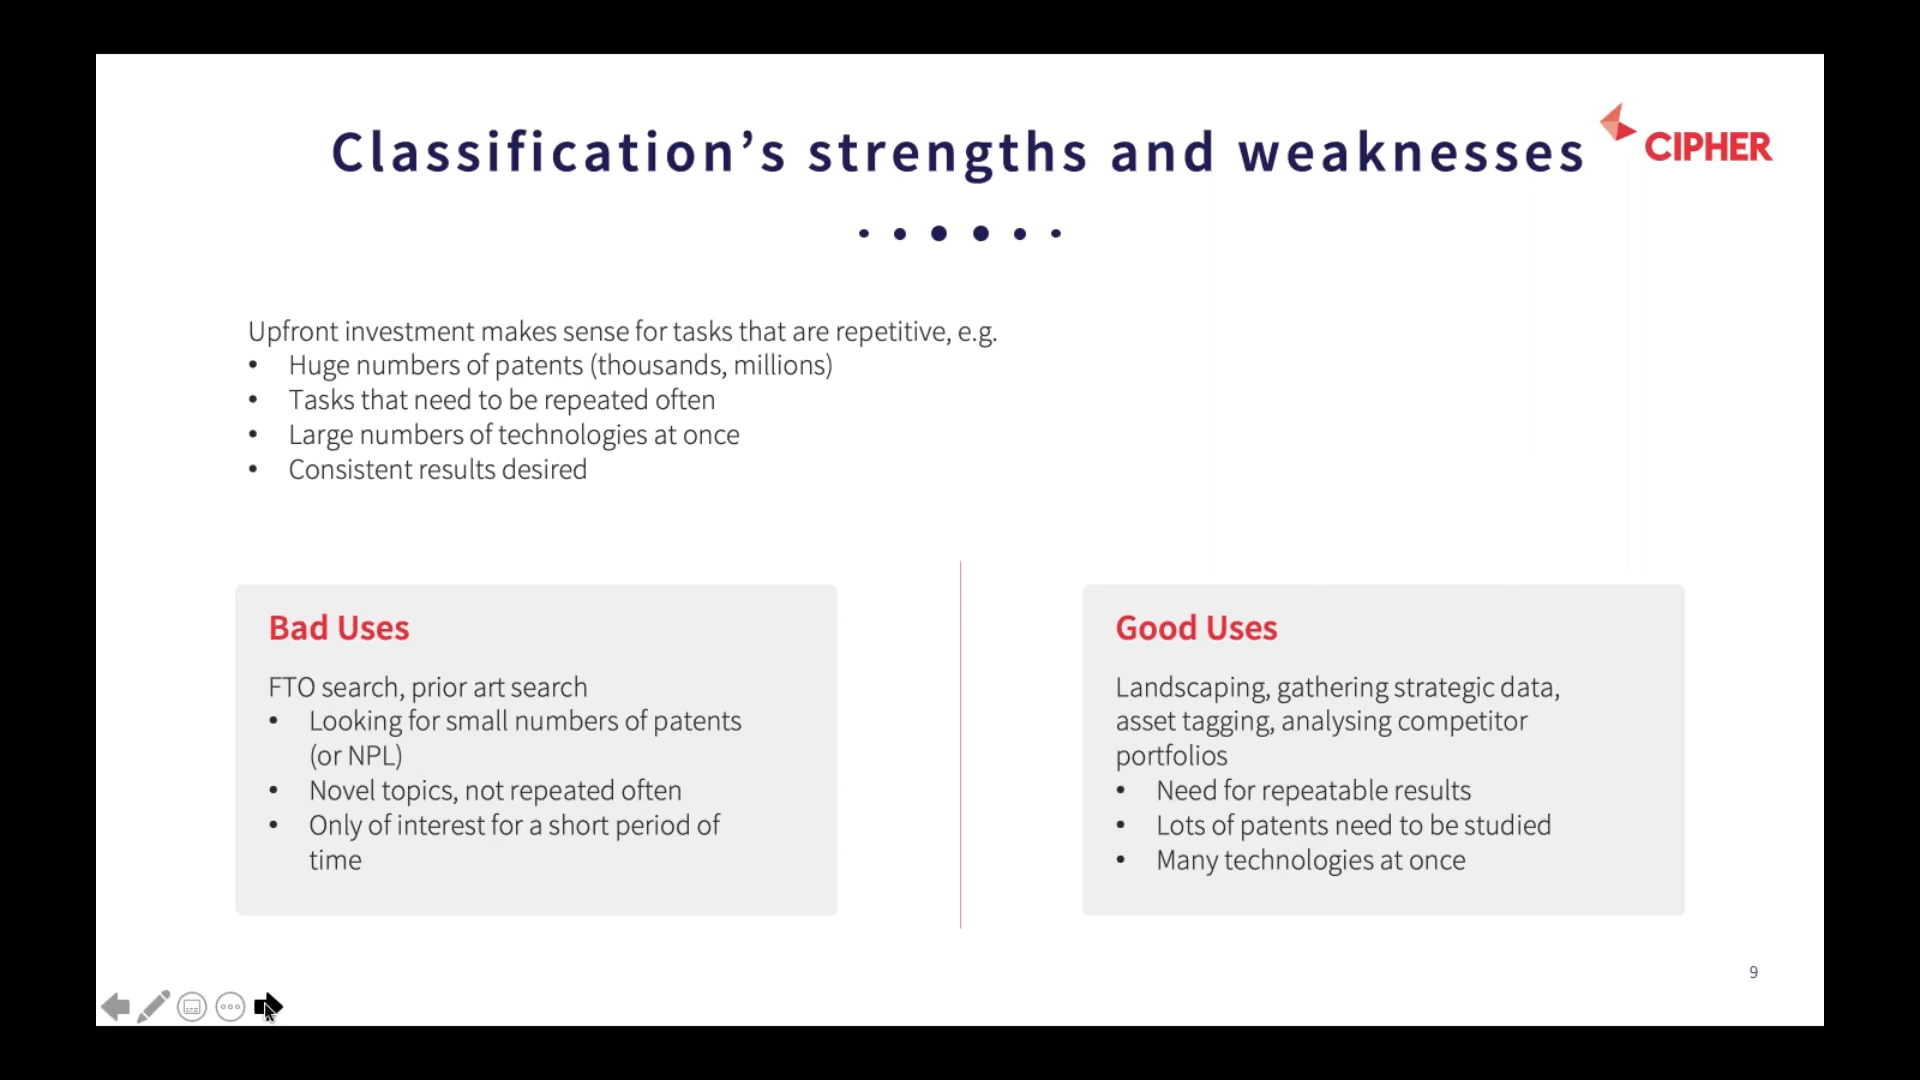 Classification’s strengths and weaknesses
CIPHER
Upfront investment makes sense for tasks that are repetitive, e.g.
• Huge numbers of patents (thousands, millions)
• Tasks that need to be repeated often
• Large numbers of technologies at once
• Consistent results desired
Bad Uses
FTO search, prior art search
• Looking for small numbers of patents
(or NPL)
• Novel topics, not repeated often
• Only of interest for a short period of
time
Good Uses
Landscaping, gathering strategic data,
asset tagging, analysing competitor
portfolios
• Need for repeatable results
• Lots of patents need to be studied
• Many technologies at once
9